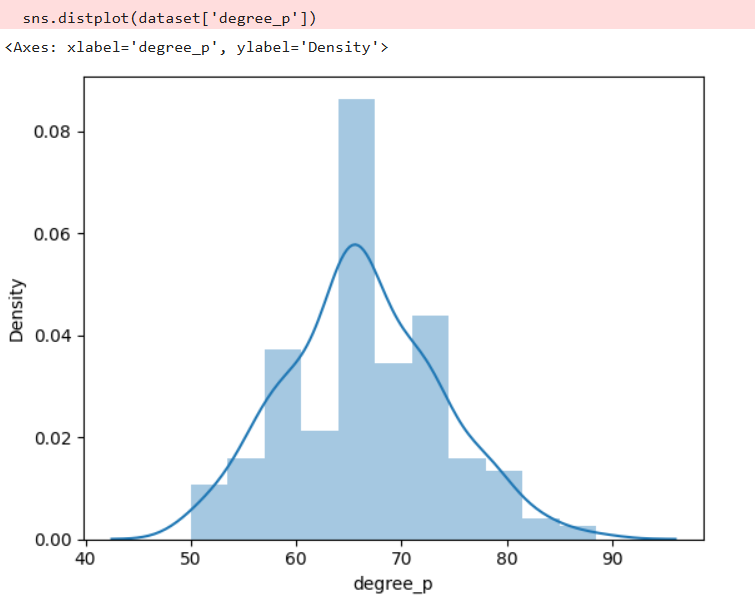 sns.distplot(dataset['degree_p'])
<Axes: xlabel='degree_p', ylabel='Density'>
0.08
0.06
0.04
0.02
0.00
Density
40 50 60 70 80 90
degree_p